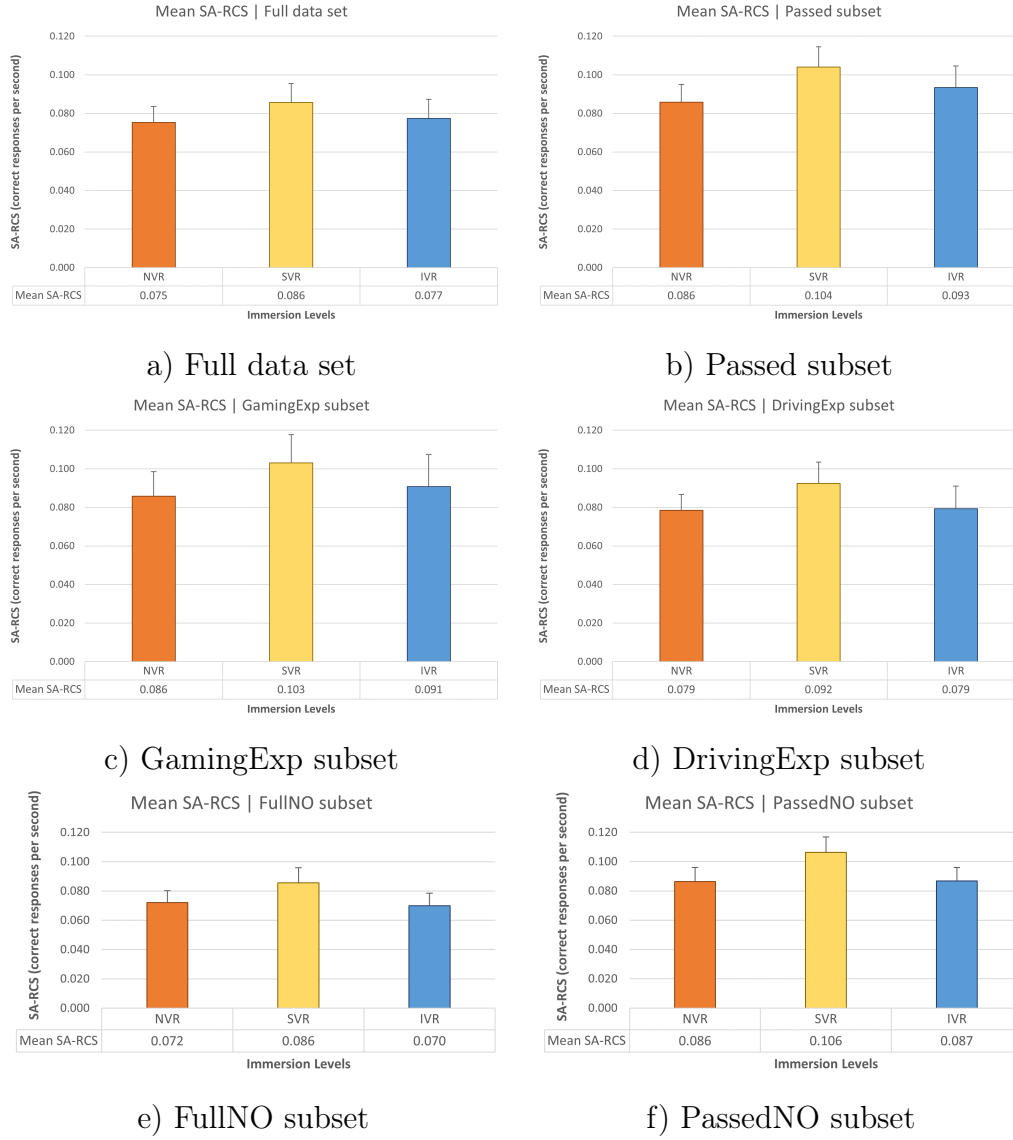 Mean SA-RCS | Full data set
SA-RCS (correct responses per second)
0.120
0.100
0.080
0.060
0.040
0.020
0.000
NVR SVR IVR
Mean SA-RCS 0.075 0.086 0.077
Immersion Levels
a) Full data set
Mean SA-RCS | Passed subset
SA-RCS (correct responses per second)
0.120
0.100
0.080
0.060
0.040
0.020
0.000
NVR SVR IVR
Mean SA-RCS 0.086 0.104 0.093
Immersion Levels
b) Passed subset
Mean SA-RCS | GamingExp subset
SA-RCS (correct responses per second)
0.120
0.100
0.080
0.060
0.040
0.020
0.000
NVR SVR IVR
Mean SA-RCS 0.086 0.103 0.091
Immersion Levels
c) GamingExp subset
Mean SA-RCS | DrivingExp subset
SA-RCS (correct responses per second)
0.120
0.100
0.080
0.060
0.040
0.020
0.000
NVR SVR IVR
Mean SA-RCS 0.079 0.092 0.079
Immersion Levels
d) DrivingExp subset
Mean SA-RCS | FullNO subset
SA-RCS (correct responses per second)
0.120
0.100
0.080
0.060
0.040
0.020
0.000
NVR SVR IVR
Mean SA-RCS 0.072 0.086 0.070
Immersion Levels
e) FullNO subset
Mean SA-RCS | PassedNO subset
SA-RCS (correct responses per second)
0.120
0.100
0.080
0.060
0.040
0.020
0.000
NVR SVR IVR
Mean SA-RCS 0.086 0.106 0.087
Immersion Levels
f) PassedNO subset